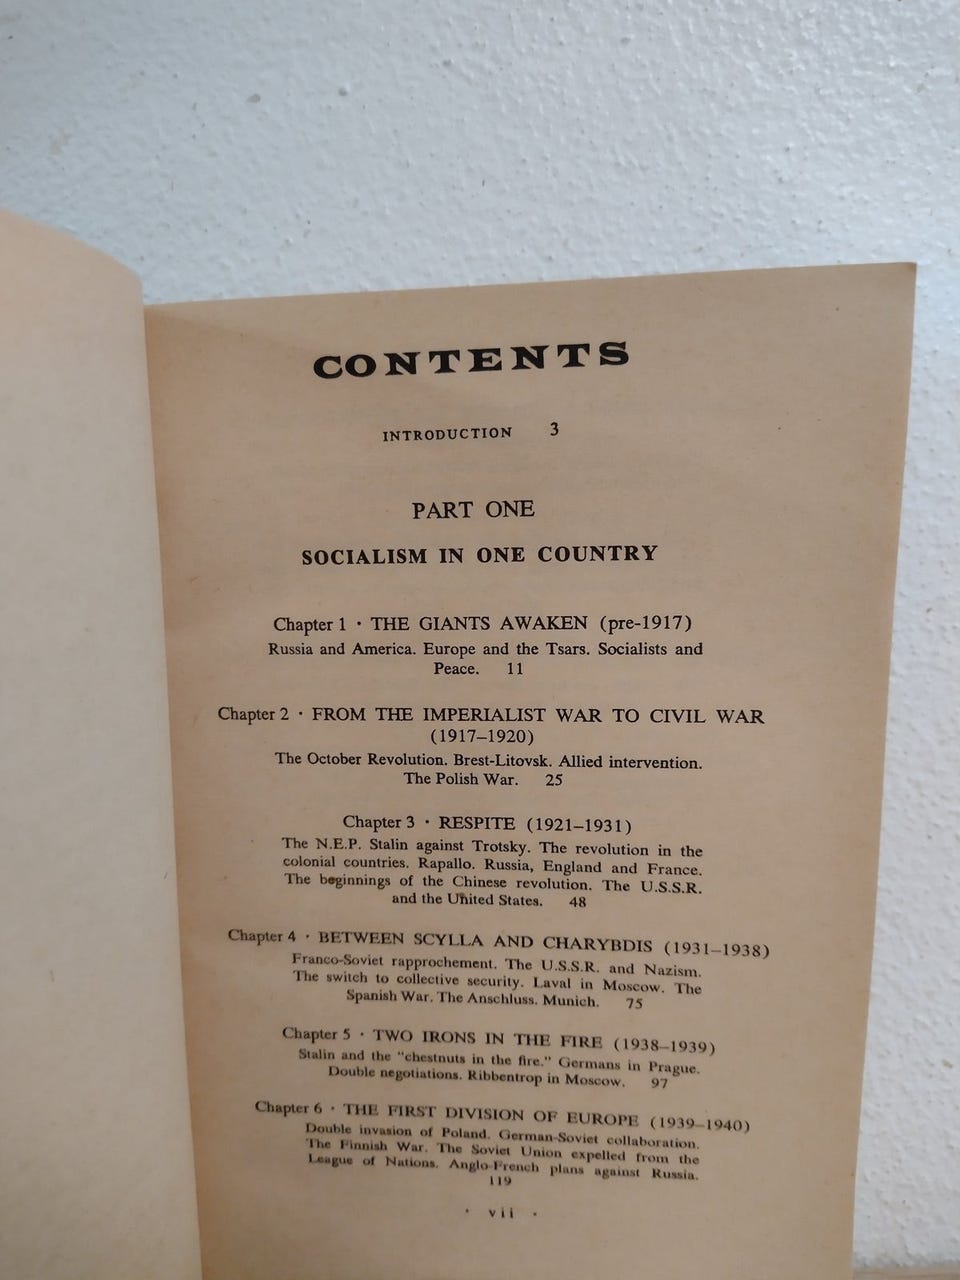 CONTENTS
INTRODUCTION 3
PART ONE
SOCIALISM IN ONE COUNTRY
Chapter 1 · THE GIANTS AWAKEN (pre-1917)
Russia and America. Europe and the Tsars. Socialists and
Peace. 11
Chapter 2 · FROM THE IMPERIALIST WAR TO CIVIL WAR
(1917–1920)
The October Revolution. Brest-Litovsk. Allied intervention.
The Polish War. 25
Chapter 3 · RESPITE (1921–1931)
The N.E.P. Stalin against Trotsky. The revolution in the
colonial countries. Rapallo. Russia, England and France.
The beginnings of the Chinese revolution. The U.S.S.R.
and the United States. 48
Chapter 4 · BETWEEN SCYLLA AND CHARYBDIS (1931–1938)
Franco-Soviet rapprochement. The U.S.S.R. and Nazism.
The switch to collective security. Laval in Moscow. The
Spanish War. The Anschluss. Munich. 75
Chapter 5 · TWO IRONS IN THE FIRE (1938–1939)
Stalin and the "chestnuts in the fire." Germans in Prague.
Double negotiations. Ribbentrop in Moscow. 97
Chapter 6 · THE FIRST DIVISION OF EUROPE (1939–1940)
Double invasion of Poland. German-Soviet collaboration.
The Finnish War. The Soviet Union expelled from the
League of Nations. Anglo-French plans against Russia.
119
· vii ·